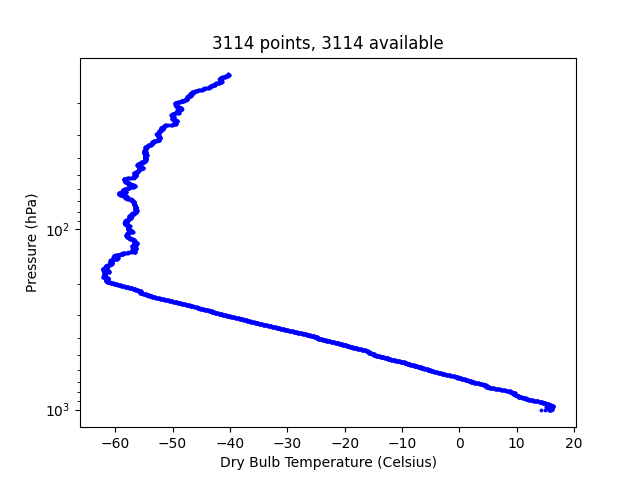 3114 points, 3114 available
Pressure (hPa)
10²
10³
−60 −50 −40 −30 −20 −10 0 10 20
Dry Bulb Temperature (Celsius)